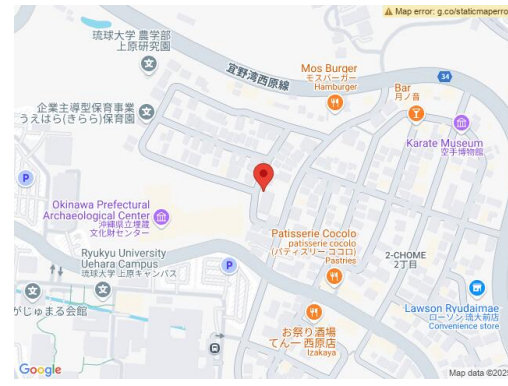 Map error: g.co/staticmaperro
琉球大学 農学部
上原研究園
宜野湾西原線
34
Mos Burger
モスバーガー
Hamburger
Bar
月ノ音
企業主導型保育事業
うえはら(きらら)保育園
Karate Museum
空手博物館
P
Okinawa Prefectural
Archaeological Center
沖縄県立埋蔵
文化財センター
Ryukyu University
Uehara Campus
琉球大学 上原キャンパス
P
Patisserie Cocolo
patisserie cocolo
(パティスリー ココロ)
Pastries
2-CHOME
2丁目
がじゅまる会館
Lawson Ryudaimae
ローソン 琉大前店
Convenience store
お祭り酒場
てん一 西原店
Izakaya
Google
Map data ©2025